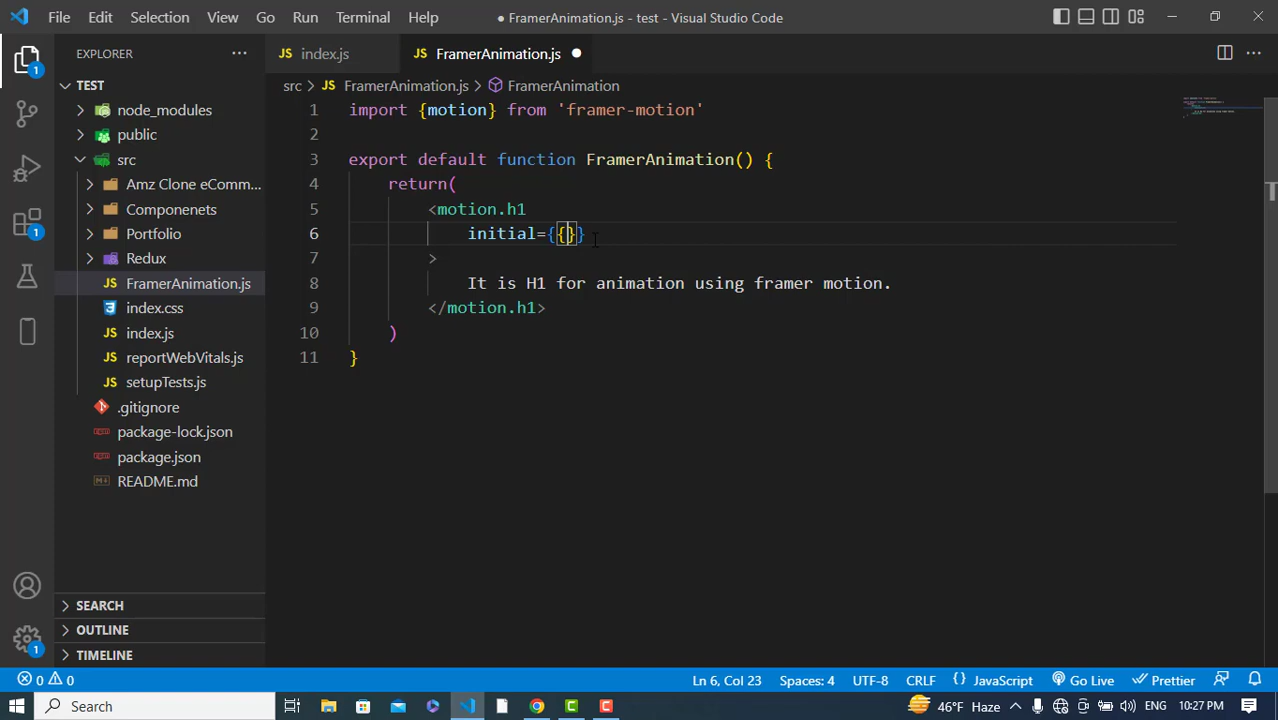 File Edit Selection View Go Run Terminal Help
● FramerAnimation.js - test - Visual Studio Code
EXPLORER
TEST
node_modules
public
src
Amz Clone eComm...
Componenets
Portfolio
Redux
FramerAnimation.js
index.css
index.js
reportWebVitals.js
setupTests.js
.gitignore
package-lock.json
package.json
README.md
SEARCH
OUTLINE
TIMELINE
1
1
1
JS index.js
JS FramerAnimation.js ●
src > JS FramerAnimation.js > FramerAnimation
1 import {motion} from 'framer-motion'
2
3 export default function FramerAnimation() {
4 return(
5 <motion.h1
6 initial={{}}
7 >
8 It is H1 for animation using framer motion.
9 </motion.h1>
10 )
11 }
0 0
Ln 6, Col 23 Spaces: 4 UTF-8 CRLF {} JavaScript Go Live Prettier
Search
46°F Haze ENG 10:27 PM